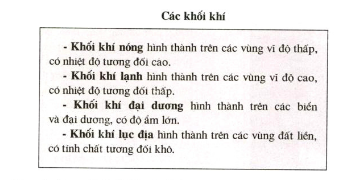 Các khối khí
- Khối khí nóng hình thành trên các vùng vĩ độ thấp,
có nhiệt độ tương đối cao.
- Khối khí lạnh hình thành trên các vùng vĩ độ cao,
có nhiệt độ tương đối thấp.
- Khối khí đại dương hình thành trên các biển
và đại dương, có độ ẩm lớn.
- Khối khí lục địa hình thành trên các vùng đất liền,
có tính chất tương đối khô.